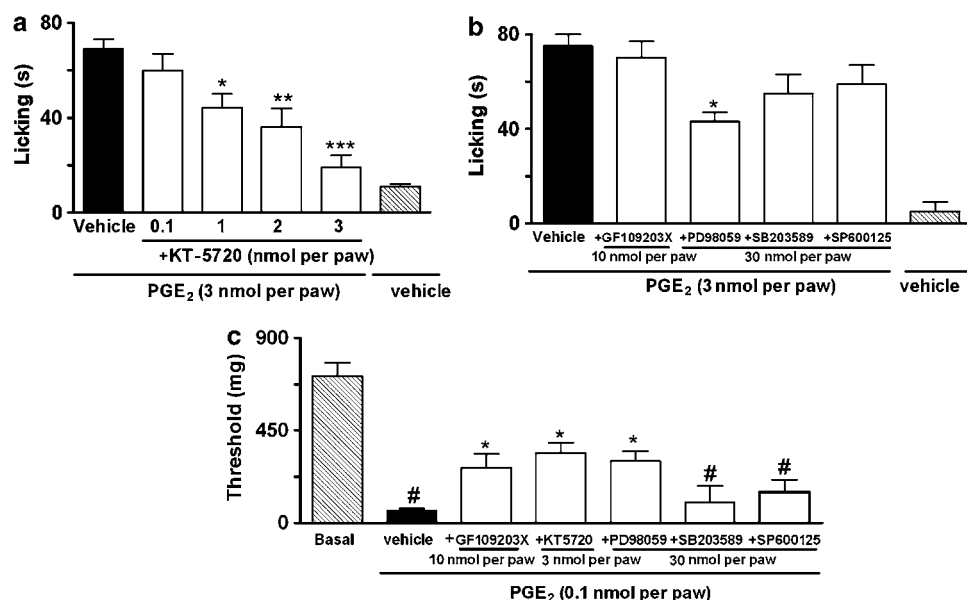 a
80
40
0
Licking (s)
*
**
***
Vehicle 0.1 1 2 3
+KT-5720 (nmol per paw)
PGE₂ (3 nmol per paw) vehicle
b
80
40
0
Licking (s)
*
Vehicle +GF109203X +PD98059 +SB203589 +SP600125
10 nmol per paw 30 nmol per paw
PGE₂ (3 nmol per paw) vehicle
c
900
450
0
Threshold (mg)
# * * * # #
Basal vehicle +GF109203X +KT5720 +PD98059 +SB203589 +SP600125
10 nmol per paw 3 nmol per paw 30 nmol per paw
PGE₂ (0.1 nmol per paw)